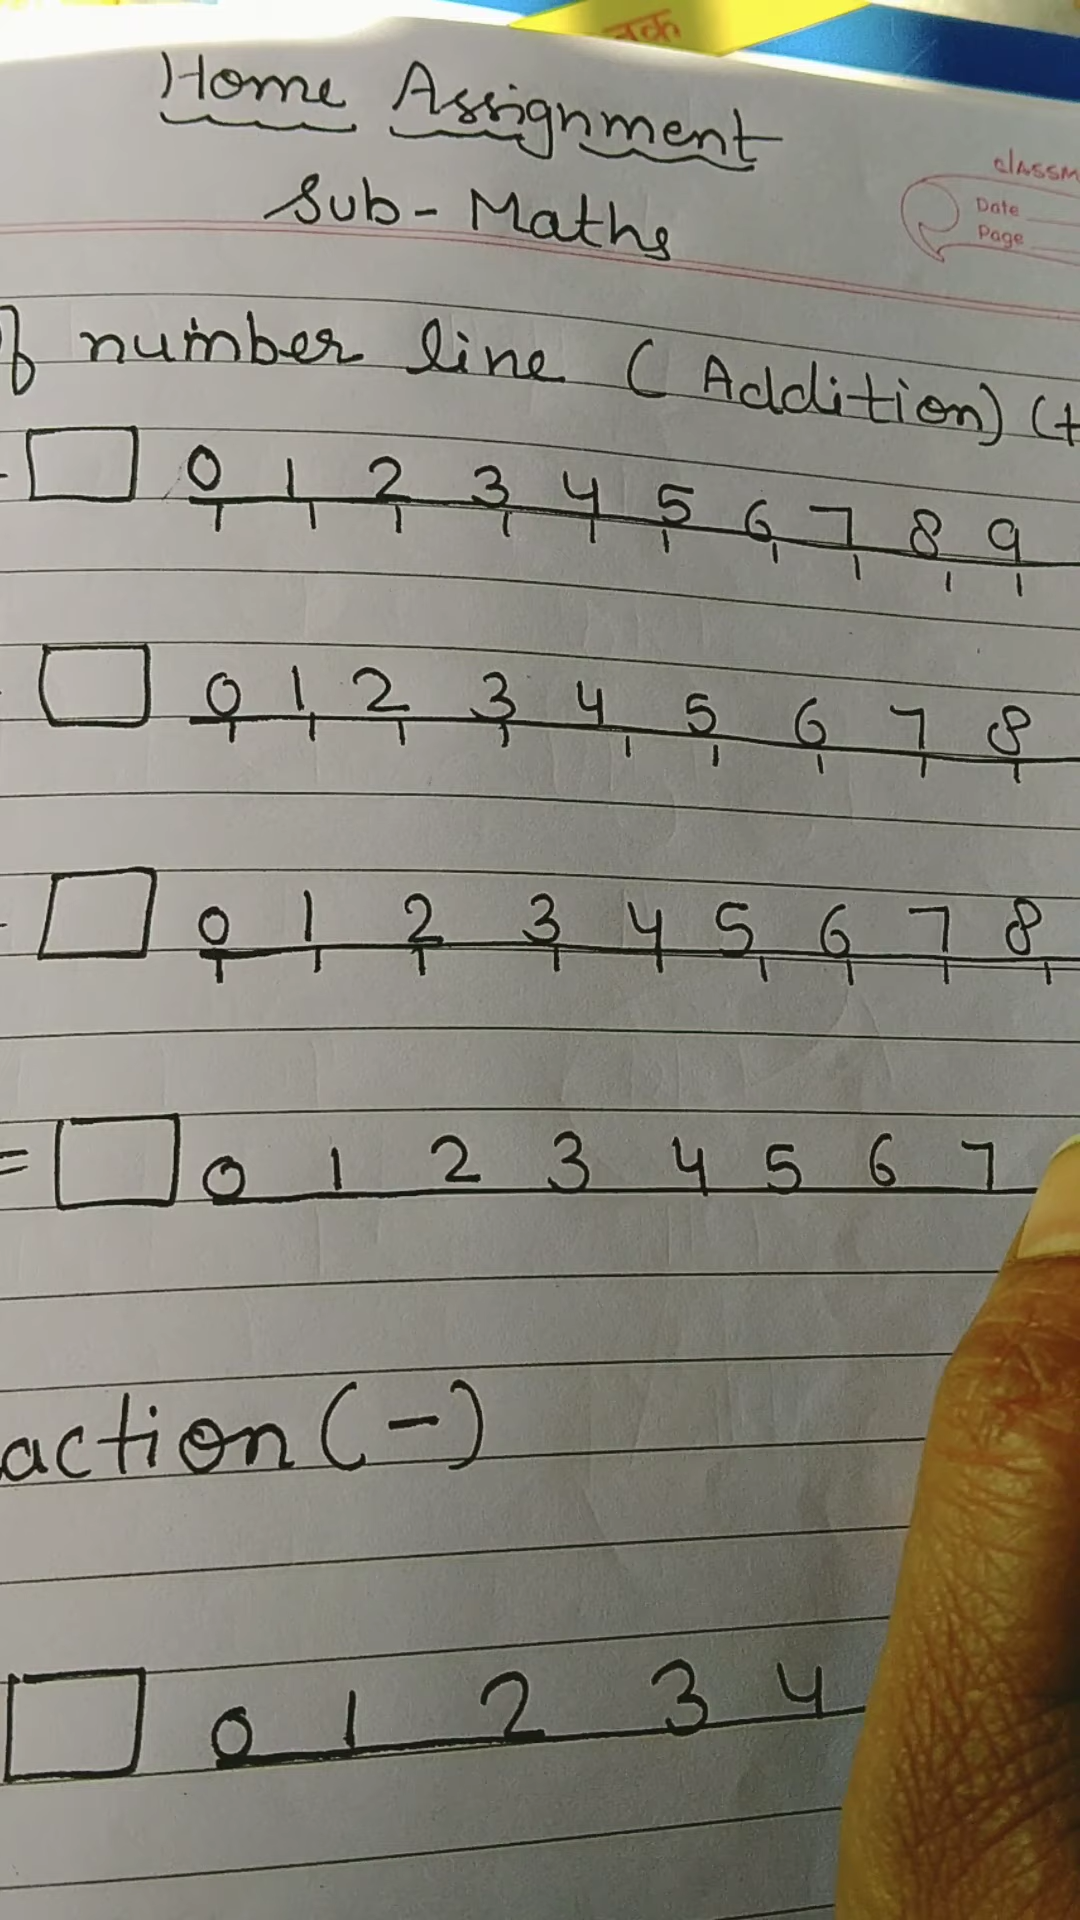 Home Assignment
classm
Sub- Maths
Date
Page
number line (Addition) (+
0 1 2 3 4 5 6 7 8 9
0 1 2 3 4 5 6 7 8
0 1 2 3 4 5 6 7 8
= 0 1 2 3 4 5 6 7
action (-)
0 1 2 3 4